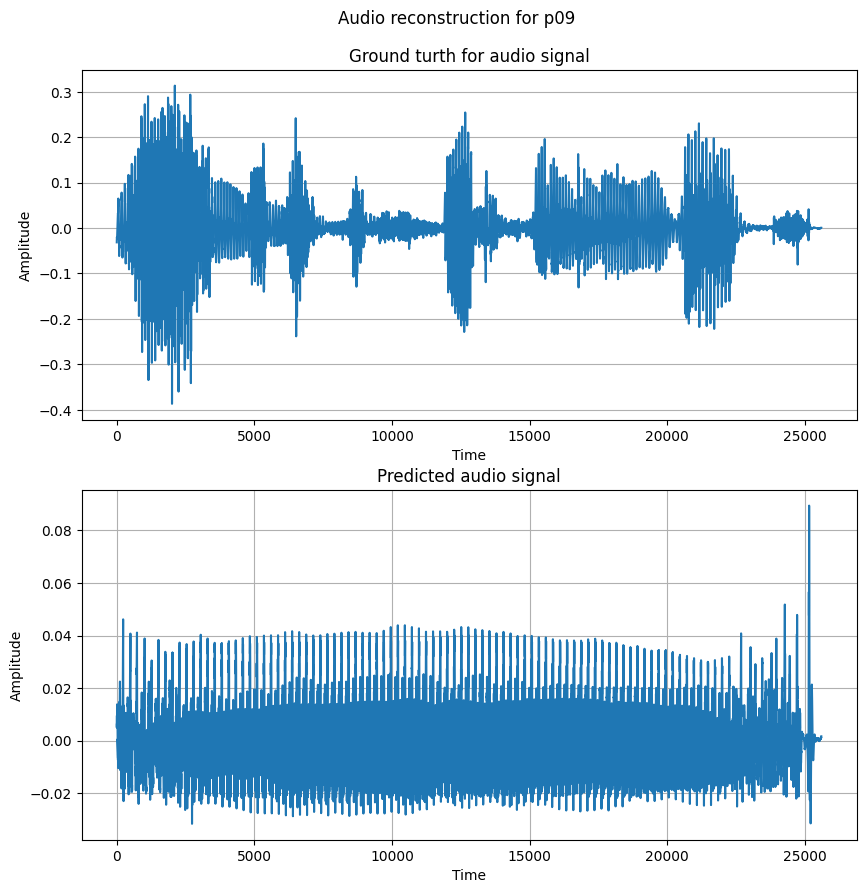 Audio reconstruction for p09
Ground turth for audio signal
0.3
0.2
0.1
0.0
−0.1
−0.2
−0.3
−0.4
Amplitude
0 5000 10000 15000 20000 25000
Time
Predicted audio signal
0.08
0.06
0.04
0.02
0.00
−0.02
Amplitude
0 5000 10000 15000 20000 25000
Time